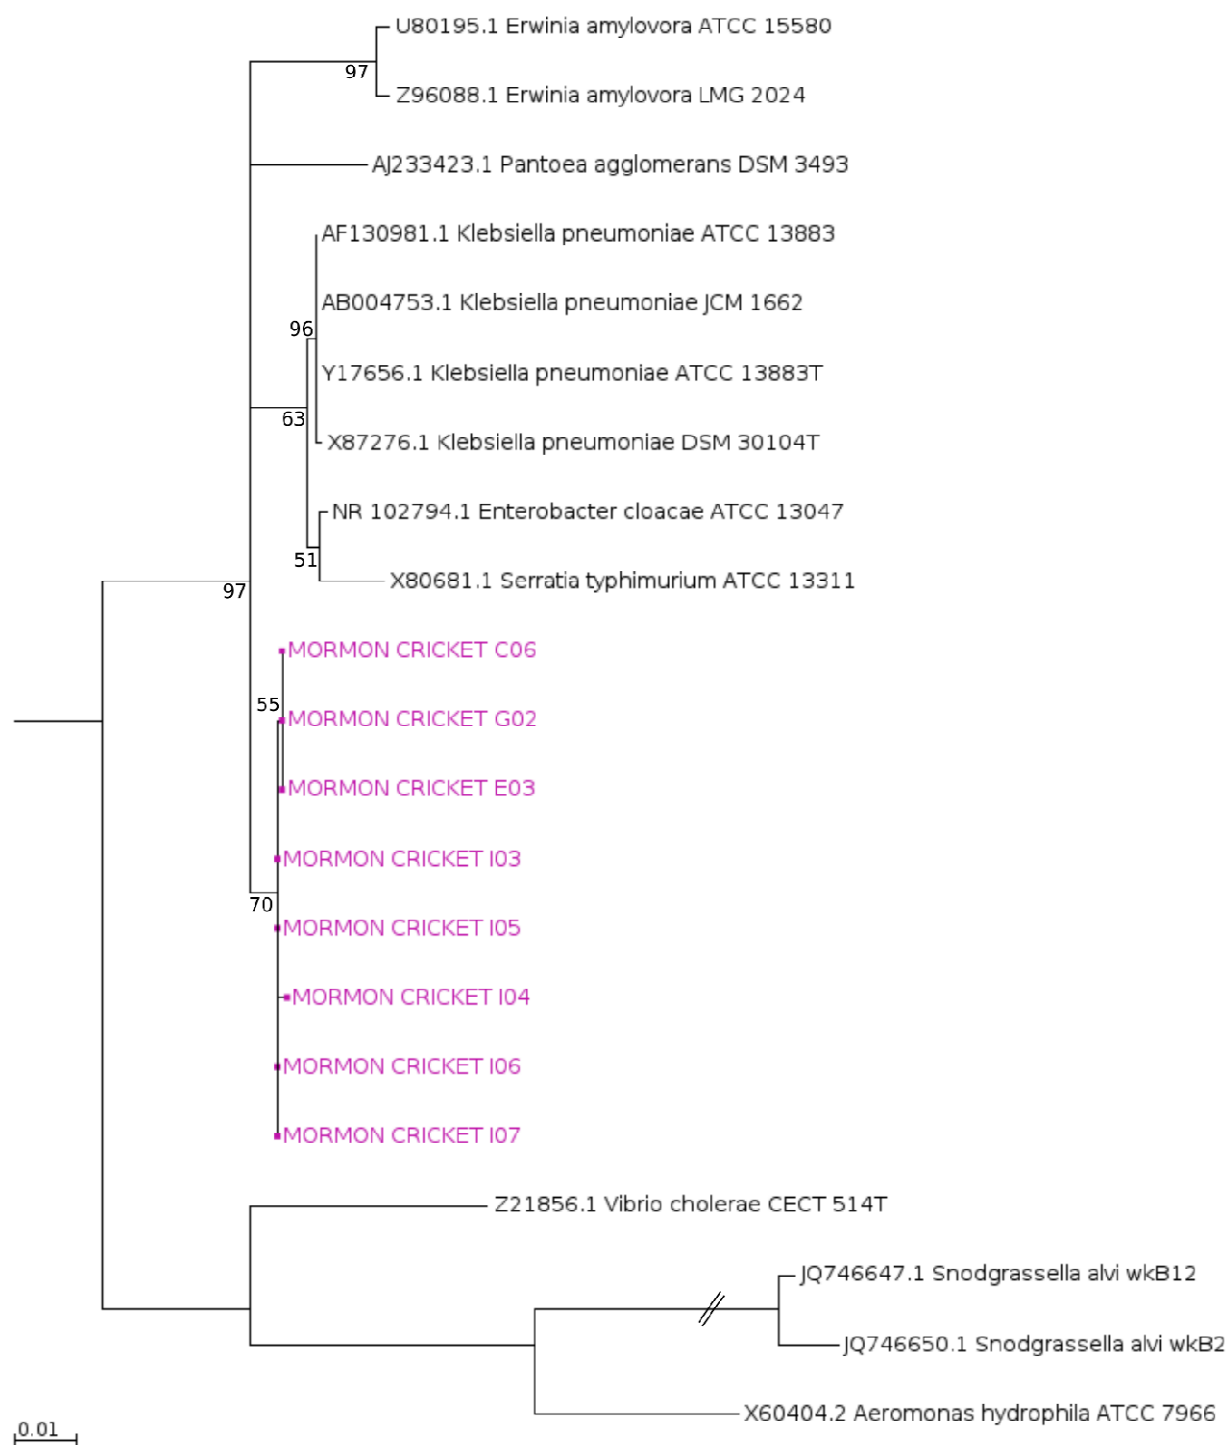 U80195.1 Erwinia amylovora ATCC 15580
97
Z96088.1 Erwinia amylovora LMG 2024
AJ233423.1 Pantoea agglomerans DSM 3493
AF130981.1 Klebsiella pneumoniae ATCC 13883
AB004753.1 Klebsiella pneumoniae JCM 1662
96
Y17656.1 Klebsiella pneumoniae ATCC 13883T
63
X87276.1 Klebsiella pneumoniae DSM 30104T
NR 102794.1 Enterobacter cloacae ATCC 13047
51
X80681.1 Serratia typhimurium ATCC 13311
97
MORMON CRICKET C06
55
MORMON CRICKET G02
MORMON CRICKET E03
MORMON CRICKET I03
70
MORMON CRICKET I05
MORMON CRICKET I04
MORMON CRICKET I06
MORMON CRICKET I07
Z21856.1 Vibrio cholerae CECT 514T
JQ746647.1 Snodgrassella alvi wkB12
JQ746650.1 Snodgrassella alvi wkB2
X60404.2 Aeromonas hydrophila ATCC 7966
0.01